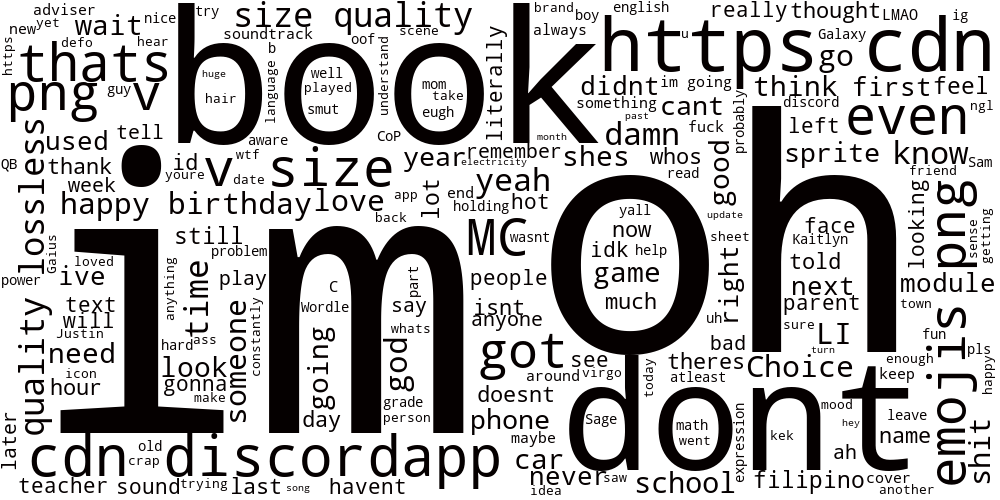 adviser
try
size quality
brand
boy
english
really
thought
LMAO
ig
new
yet
wait
nice
soundtrack
oof
scene
always
u
Galaxy
https
defo
hear
thats
book
https cdn
go
png v
guy
huge
hair
language b
well
played
smut
understand
mom
take
eugh
literally
didnt
im going
something
cant
think
first
feel
past
discord
even
ngl
used
tell
aware
CoP
month
damn
fuck
probably
left
QB
thank
id
youre
wtf
date
v size
year
remember
electricity
shes
whos
read
good
sprite
know
Sam
friend
week
happy birthday
love
app
back
lot
end
holding
yeah
hot
lossless
Gaius
still
problem
MC
wasnt
oh
yall
now
idk
help
game
much
update
sheet
face
Kaitlyn
told
next
parent
looking
png
sense
getting
power
loved
ive
im
anything
time
play
C
Wordle
part
say
whats
people
isnt
anyone
uh
right
sure
LI
turn
module
town
text
will
Justin
need
icon
hour
hard
ass
look
gonna
make
someone
constantly
going
god
got
around
see
virgo
today
bad
theres
atleast
Choice
enough
keep
fun
pls
happy
quality
day
grade
person
doesnt
phone
dont
Sage
math
went
expression
kek
mood
hey
ah
leave
name
emojis
shit
later
cdn discordapp
old
crap
maybe
car
never
saw
idea
school
filipino
cover
another
teacher
sound
trying
last
song
havent